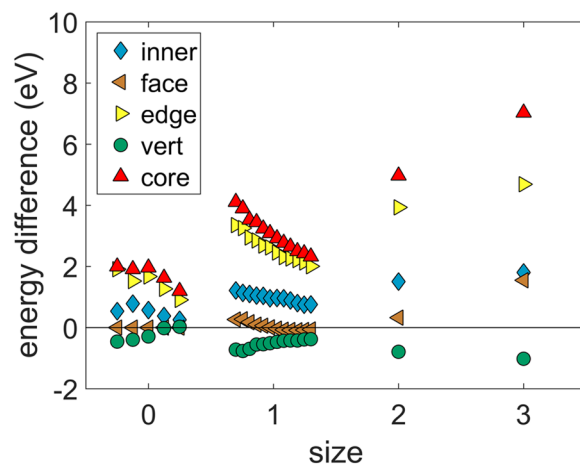 energy difference (eV)
10
8
6
4
2
0
-2
inner
face
edge
vert
core
0
1
2
3
size